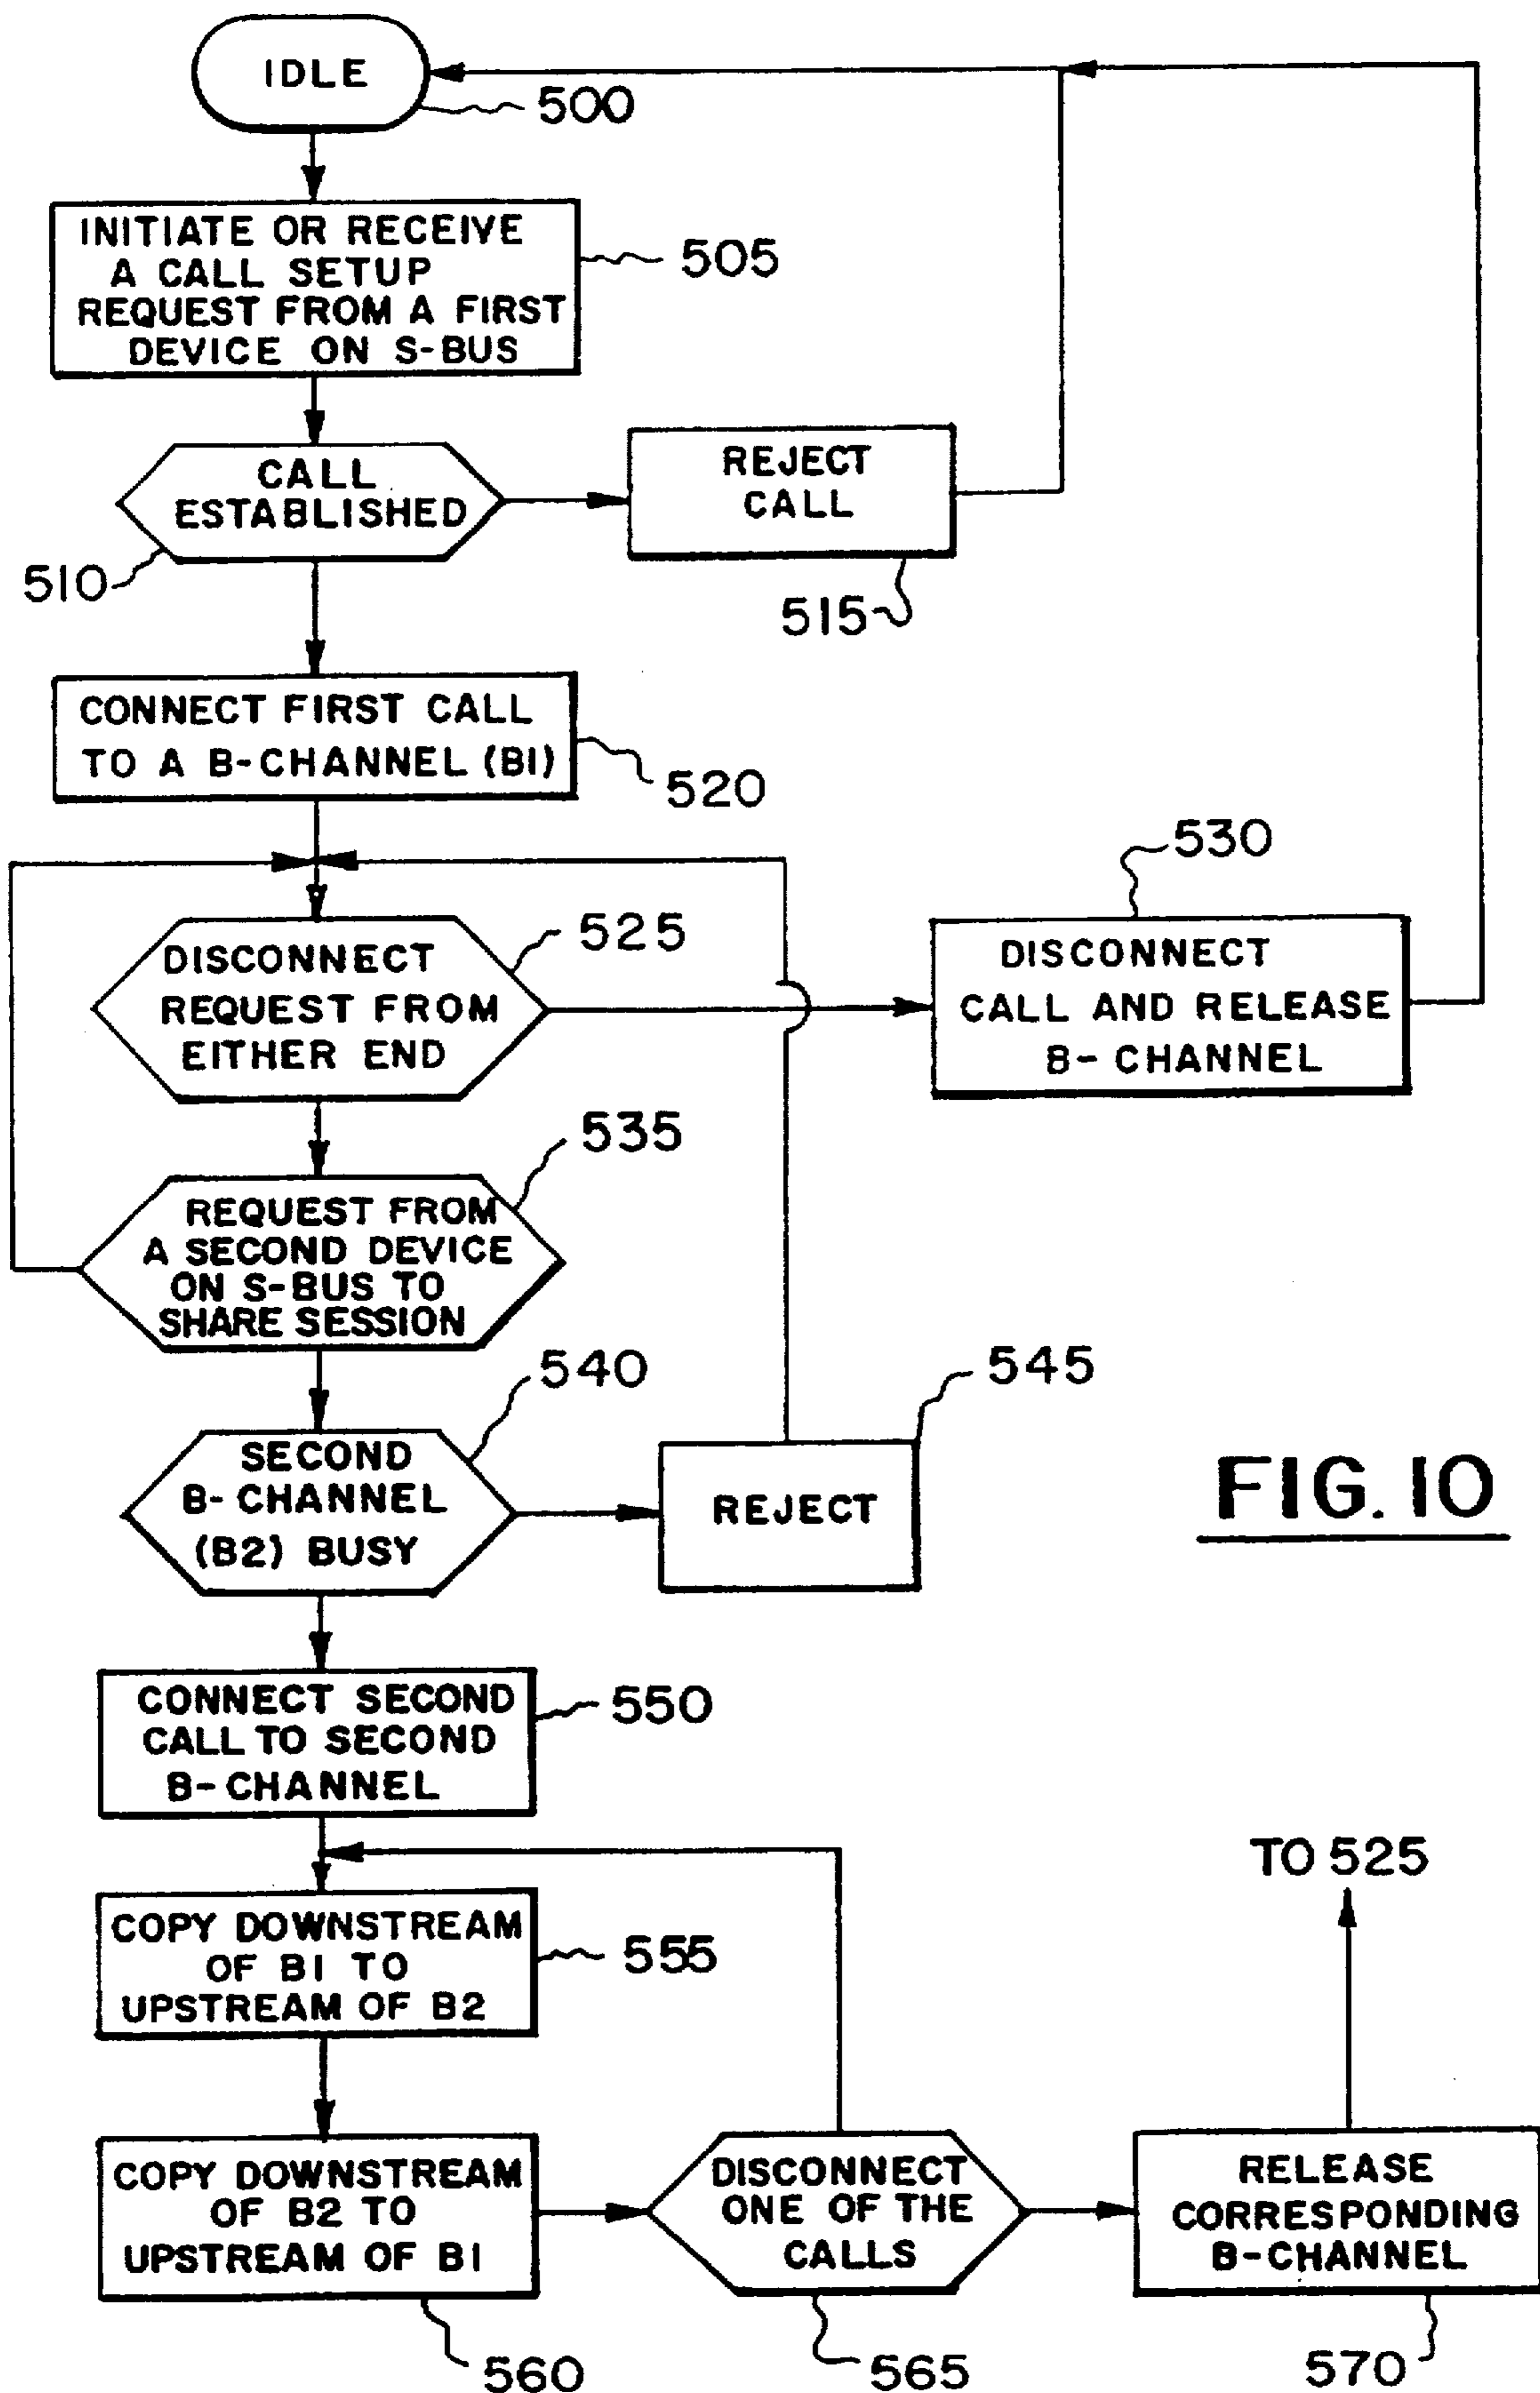 IDLE
500
INITIATE OR RECEIVE
A CALL SETUP
REQUEST FROM A FIRST
DEVICE ON S-BUS
505
CALL
ESTABLISHED
510
REJECT
CALL
515
CONNECT FIRST CALL
TO A B-CHANNEL (B1)
520
DISCONNECT
REQUEST FROM
EITHER END
525
DISCONNECT
CALL AND RELEASE
B-CHANNEL
530
REQUEST FROM
A SECOND DEVICE
ON S-BUS TO
SHARE SESSION
535
SECOND
B-CHANNEL
(B2) BUSY
540
REJECT
545
FIG. 10
CONNECT SECOND
CALL TO SECOND
B-CHANNEL
550
COPY DOWNSTREAM
OF B1 TO
UPSTREAM OF B2
555
TO 525
COPY DOWNSTREAM
OF B2 TO
UPSTREAM OF B1
560
DISCONNECT
ONE OF THE
CALLS
565
RELEASE
CORRESPONDING
B-CHANNEL
570